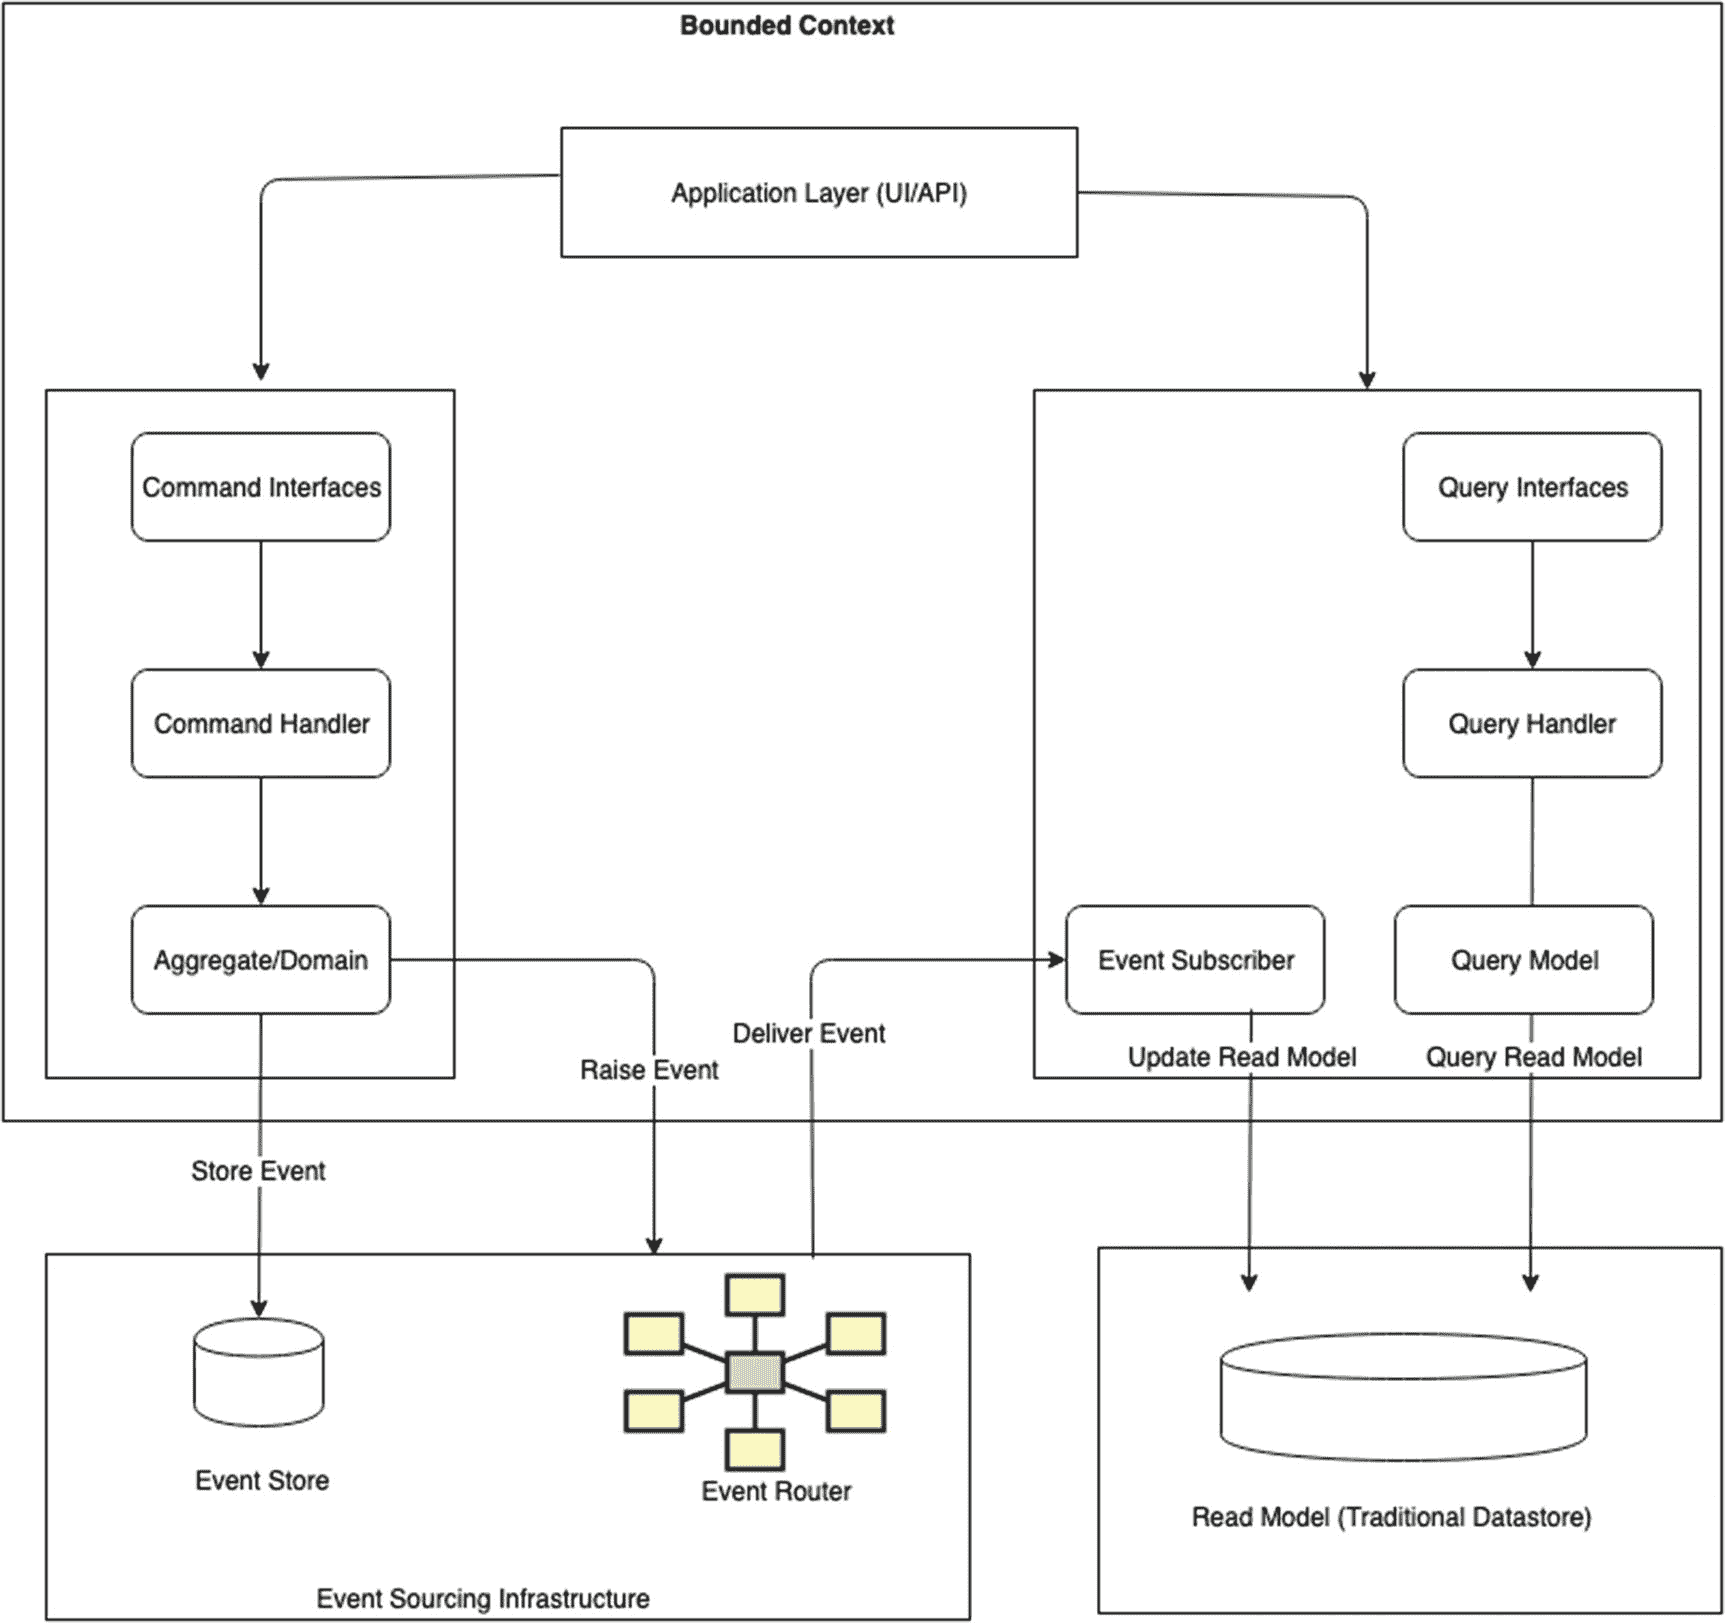 Bounded Context
Application Layer (UI/API)
Command Interfaces
Query Interfaces
Command Handler
Query Handler
Aggregate/Domain
Event Subscriber
Query Model
Deliver Event
Raise Event
Update Read Model
Query Read Model
Store Event
Event Store
Event Router
Read Model (Traditional Datastore)
Event Sourcing Infrastructure